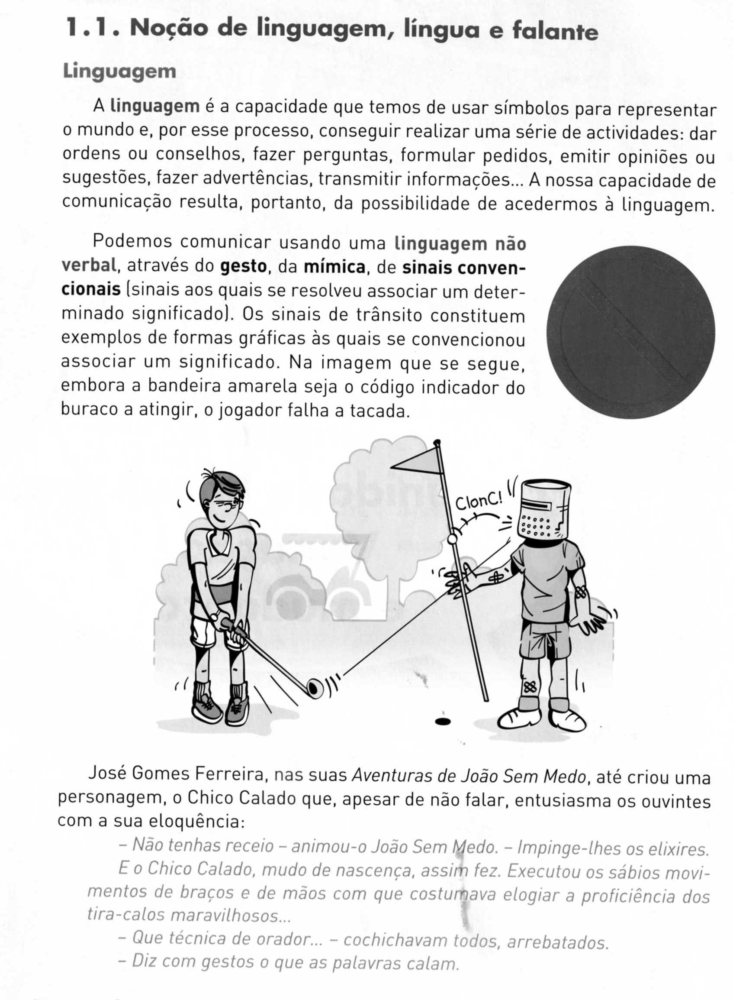 1.1. Noção de linguagem, língua e falante
Linguagem
A linguagem é a capacidade que temos de usar símbolos para representar
o mundo e, por esse processo, conseguir realizar uma série de actividades: dar
ordens ou conselhos, fazer perguntas, formular pedidos, emitir opiniões ou
sugestões, fazer advertências, transmitir informações... A nossa capacidade de
comunicação resulta, portanto, da possibilidade de acedermos à linguagem.
Podemos comunicar usando uma linguagem não
verbal, através do gesto, da mímica, de sinais conven-
cionais (sinais aos quais se resolveu associar um deter-
minado significado). Os sinais de trânsito constituem
exemplos de formas gráficas às quais se convencionou
associar um significado. Na imagem que se segue,
embora a bandeira amarela seja o código indicador do
buraco a atingir, o jogador falha a tacada.
ClonC!
José Gomes Ferreira, nas suas Aventuras de João Sem Medo, até criou uma
personagem, o Chico Calado que, apesar de não falar, entusiasma os ouvintes
com a sua eloquência:
– Não tenhas receio – animou-o João Sem Medo. – Impinge-lhes os elixires.
E o Chico Calado, mudo de nascença, assim fez. Executou os sábios movi-
mentos de braços e de mãos com que costumava elogiar a proficiência dos
tira-calos maravilhosos...
– Que técnica de orador... – cochichavam todos, arrebatados.
– Diz com gestos o que as palavras calam.